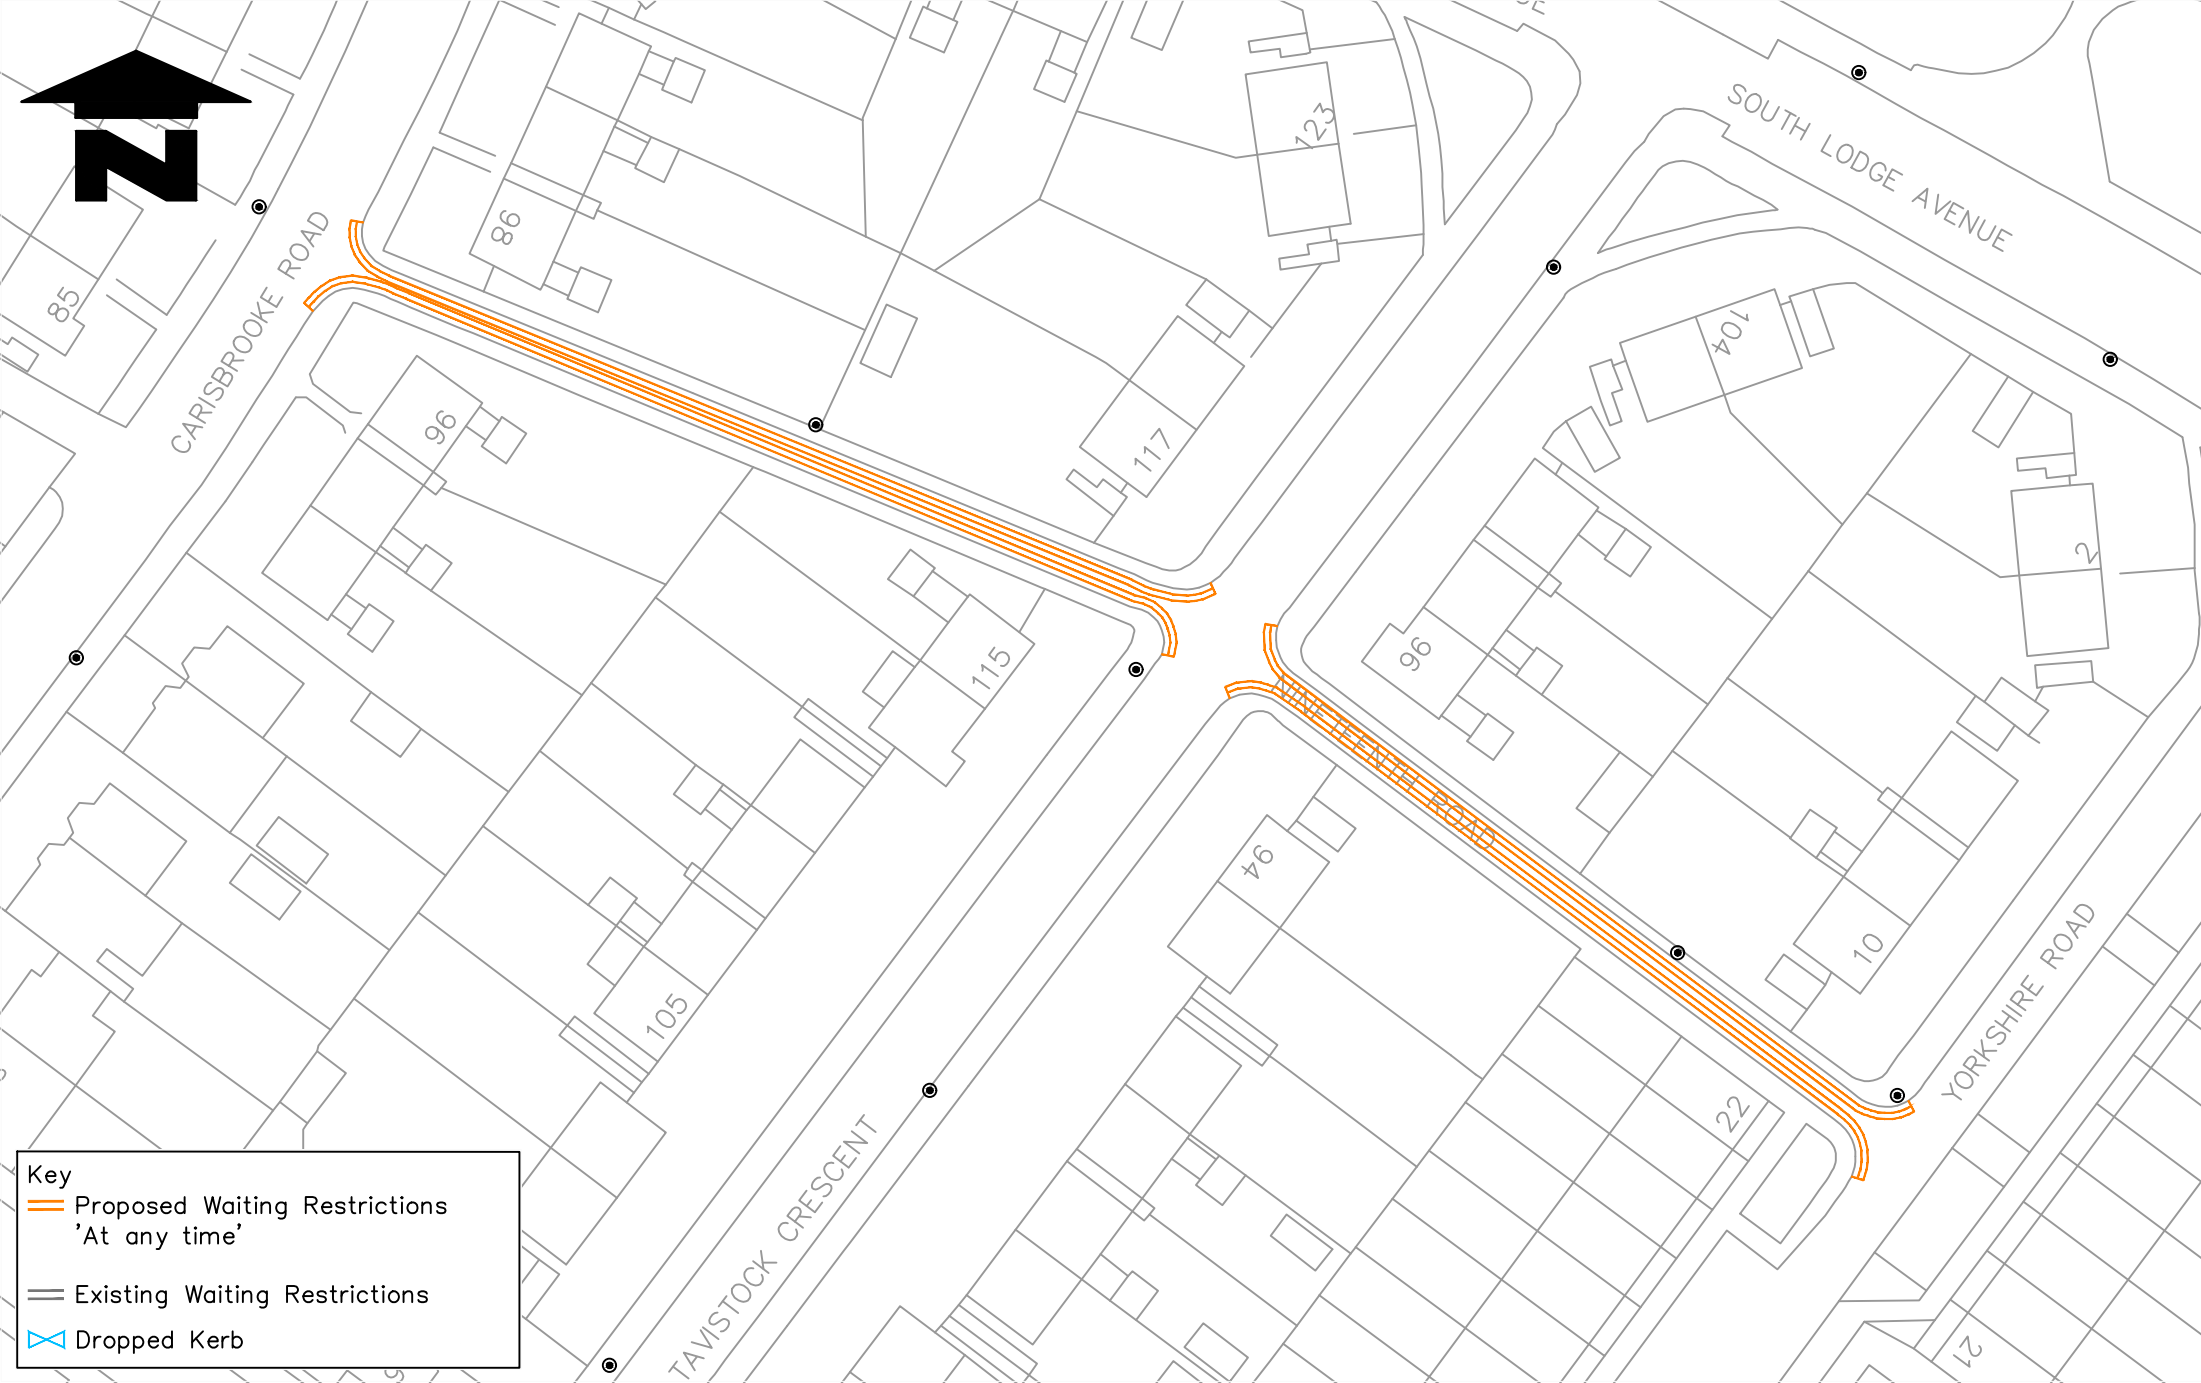 N
SOUTH LODGE AVENUE
123
86
CARISBROOKE ROAD
85
104
96
117
2
115
96
NINETEENTH ROAD
94
10
105
YORKSHIRE ROAD
22
TAVISTOCK CRESCENT
21
Key
Proposed Waiting Restrictions
'At any time'
Existing Waiting Restrictions
Dropped Kerb